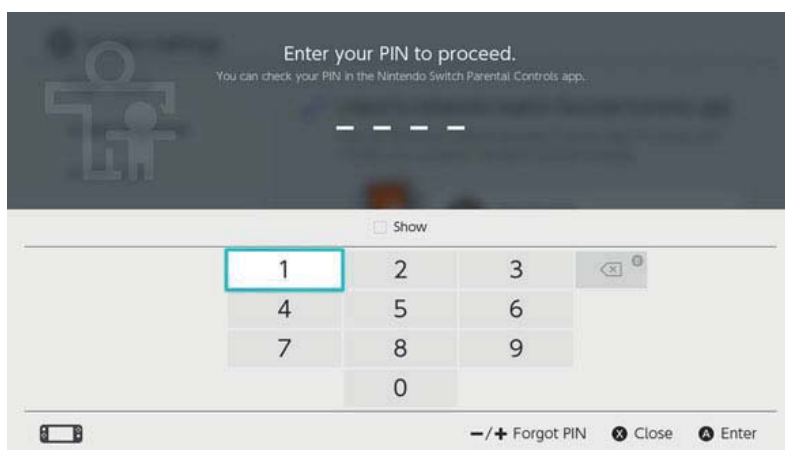 Enter your PIN to proceed.
You can check your PIN in the Nintendo Switch Parental Controls app.
Show
1 2 3
4 5 6
7 8 9
0
−/+ Forgot PIN X Close A Enter